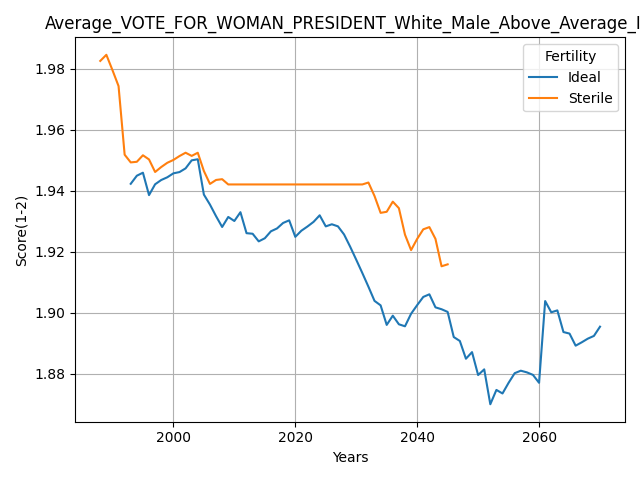 Average_VOTE_FOR_WOMAN_PRESIDENT_White_Male_Above_Average_I
Fertility
Ideal
Sterile
Score(1-2)
1.98
1.96
1.94
1.92
1.90
1.88
2000
2020
2040
2060
Years